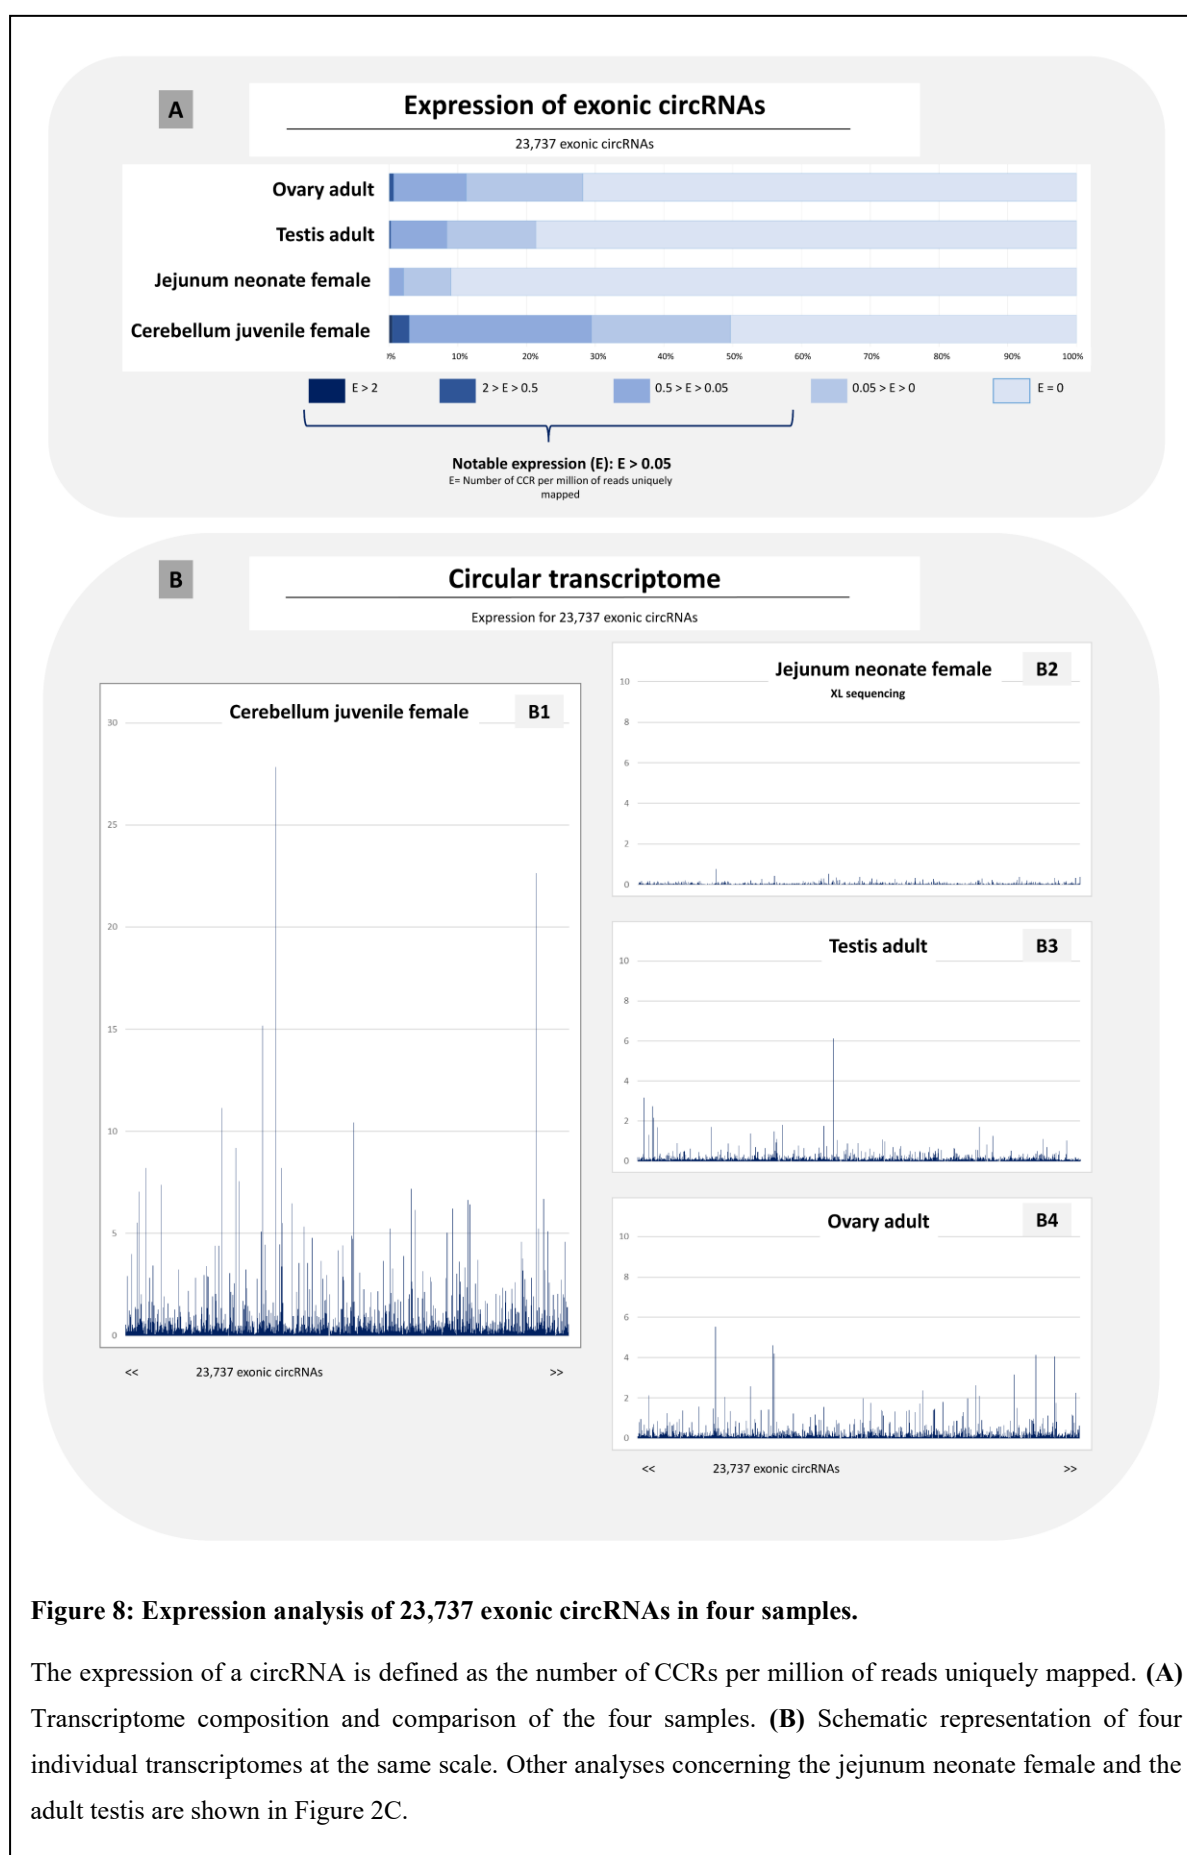 A
Expression of exonic circRNAs
23,737 exonic circRNAs
Ovary adult
Testis adult
Jejunum neonate female
Cerebellum juvenile female
0% 10% 20% 30% 40% 50% 60% 70% 80% 90% 100%
E > 2 2 > E > 0.5 0.5 > E > 0.05 0.05 > E > 0 E = 0
Notable expression (E): E > 0.05
E= Number of CCR per million of reads uniquely
mapped
B
Circular transcriptome
Expression for 23,737 exonic circRNAs
Cerebellum juvenile female B1
30
25
20
15
10
5
0
<< 23,737 exonic circRNAs >>
Jejunum neonate female B2
XL sequencing
10
8
6
4
2
0
Testis adult B3
10
8
6
4
2
0
Ovary adult B4
10
8
6
4
2
0
<< 23,737 exonic circRNAs >>
Figure 8: Expression analysis of 23,737 exonic circRNAs in four samples.
The expression of a circRNA is defined as the number of CCRs per million of reads uniquely mapped. (A)
Transcriptome composition and comparison of the four samples. (B) Schematic representation of four
individual transcriptomes at the same scale. Other analyses concerning the jejunum neonate female and the
adult testis are shown in Figure 2C.